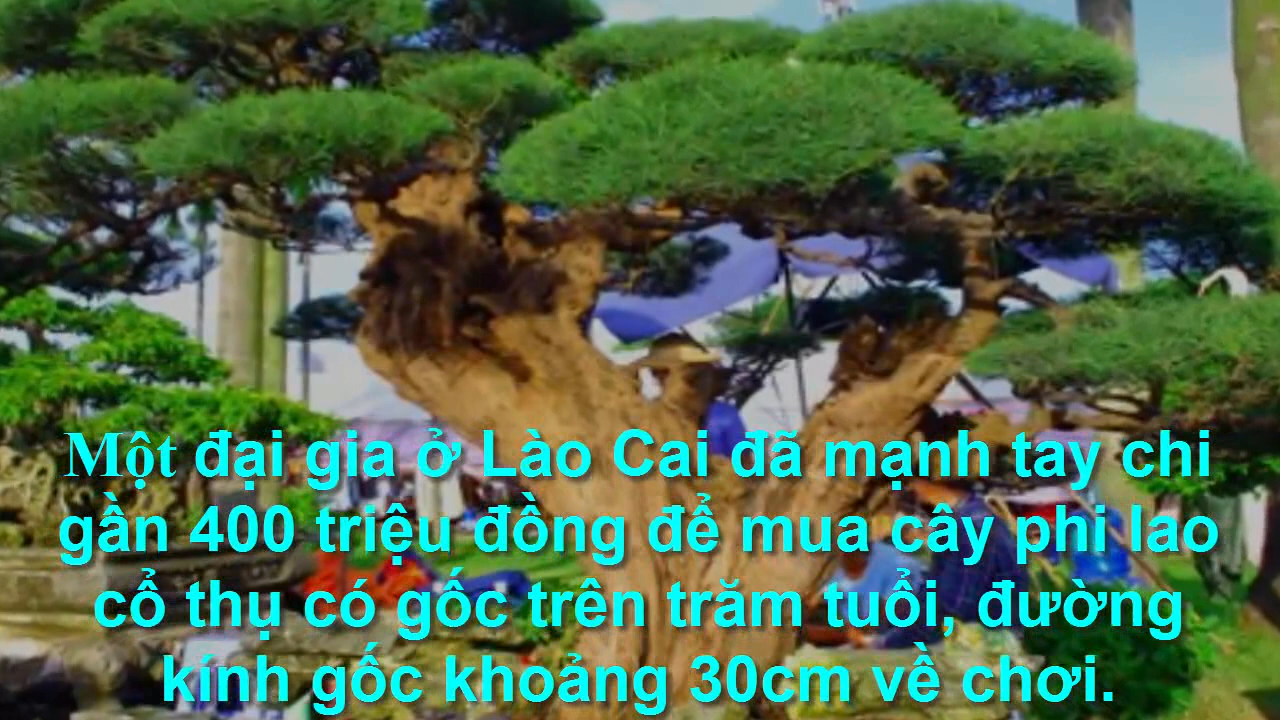 Một đại gia ở Lào Cai đã mạnh tay chi
gần 400 triệu đồng để mua cây phi lao
cổ thụ có gốc trên trăm tuổi, đường
kính gốc khoảng 30cm về chơi.